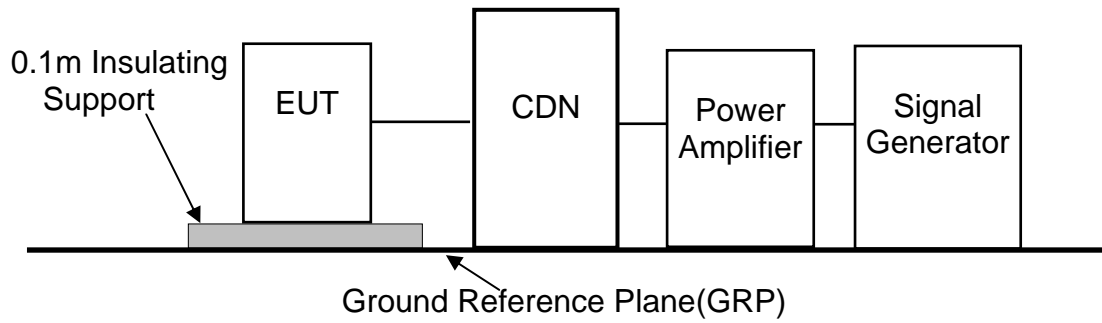 0.1m Insulating
Support
EUT
CDN
Power
Amplifier
Signal
Generator
Ground Reference Plane(GRP)